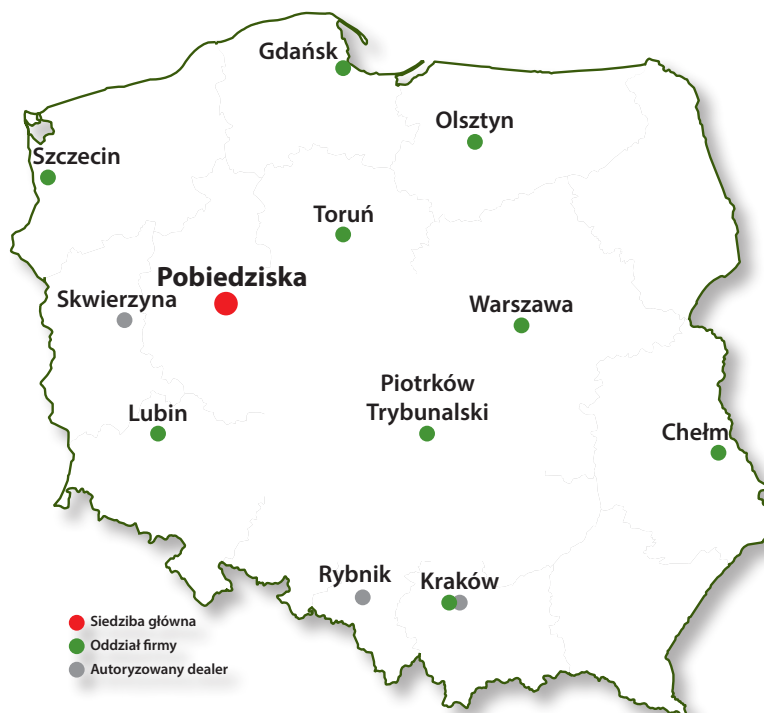 Gdańsk
Olsztyn
Szczecin
Toruń
Pobiedziska
Skwierzyna
Warszawa
Piotrków
Trybunalski
Lubin
Chełm
Rybnik
Kraków
Siedziba główna
Oddział firmy
Autoryzowany dealer